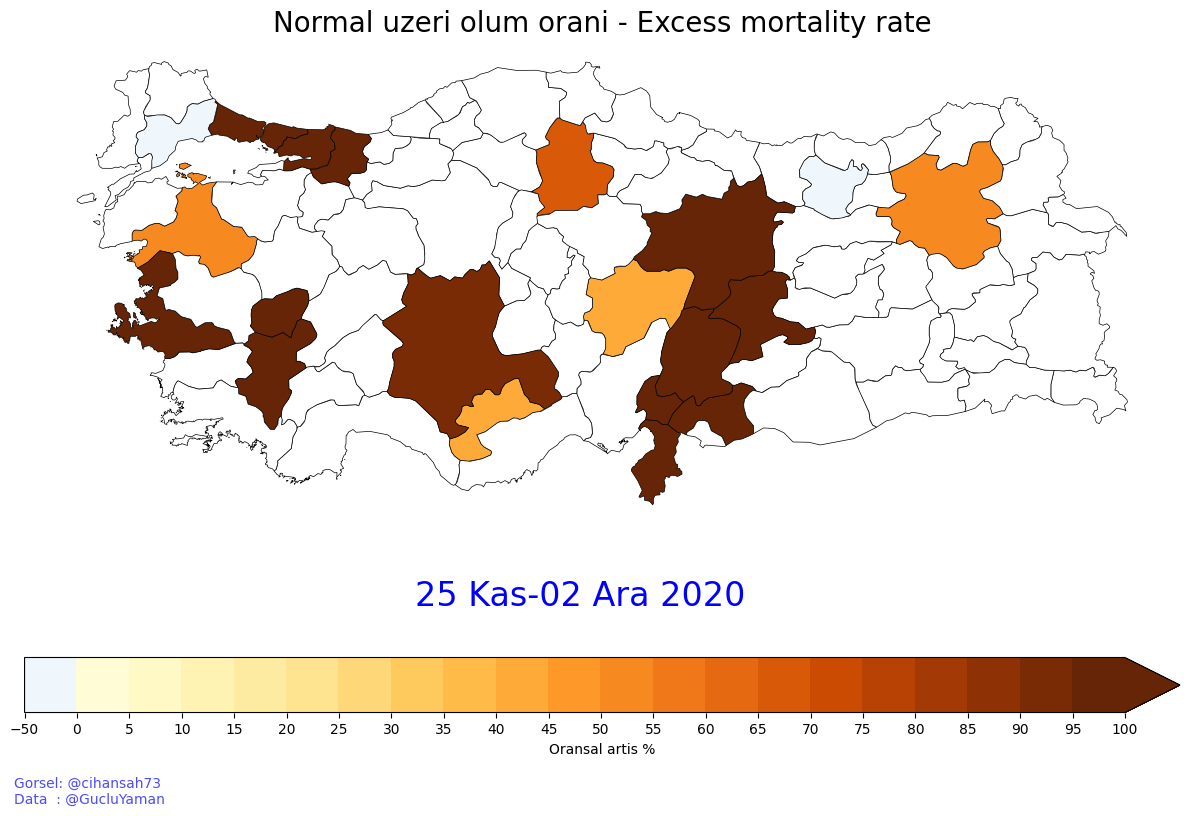 Normal uzeri olum orani - Excess mortality rate
25 Kas-02 Ara 2020
−50 0 5 10 15 20 25 30 35 40 45 50 55 60 65 70 75 80 85 90 95 100
Oransal artis %
Gorsel: @cihansah73
Data  : @GucluYaman